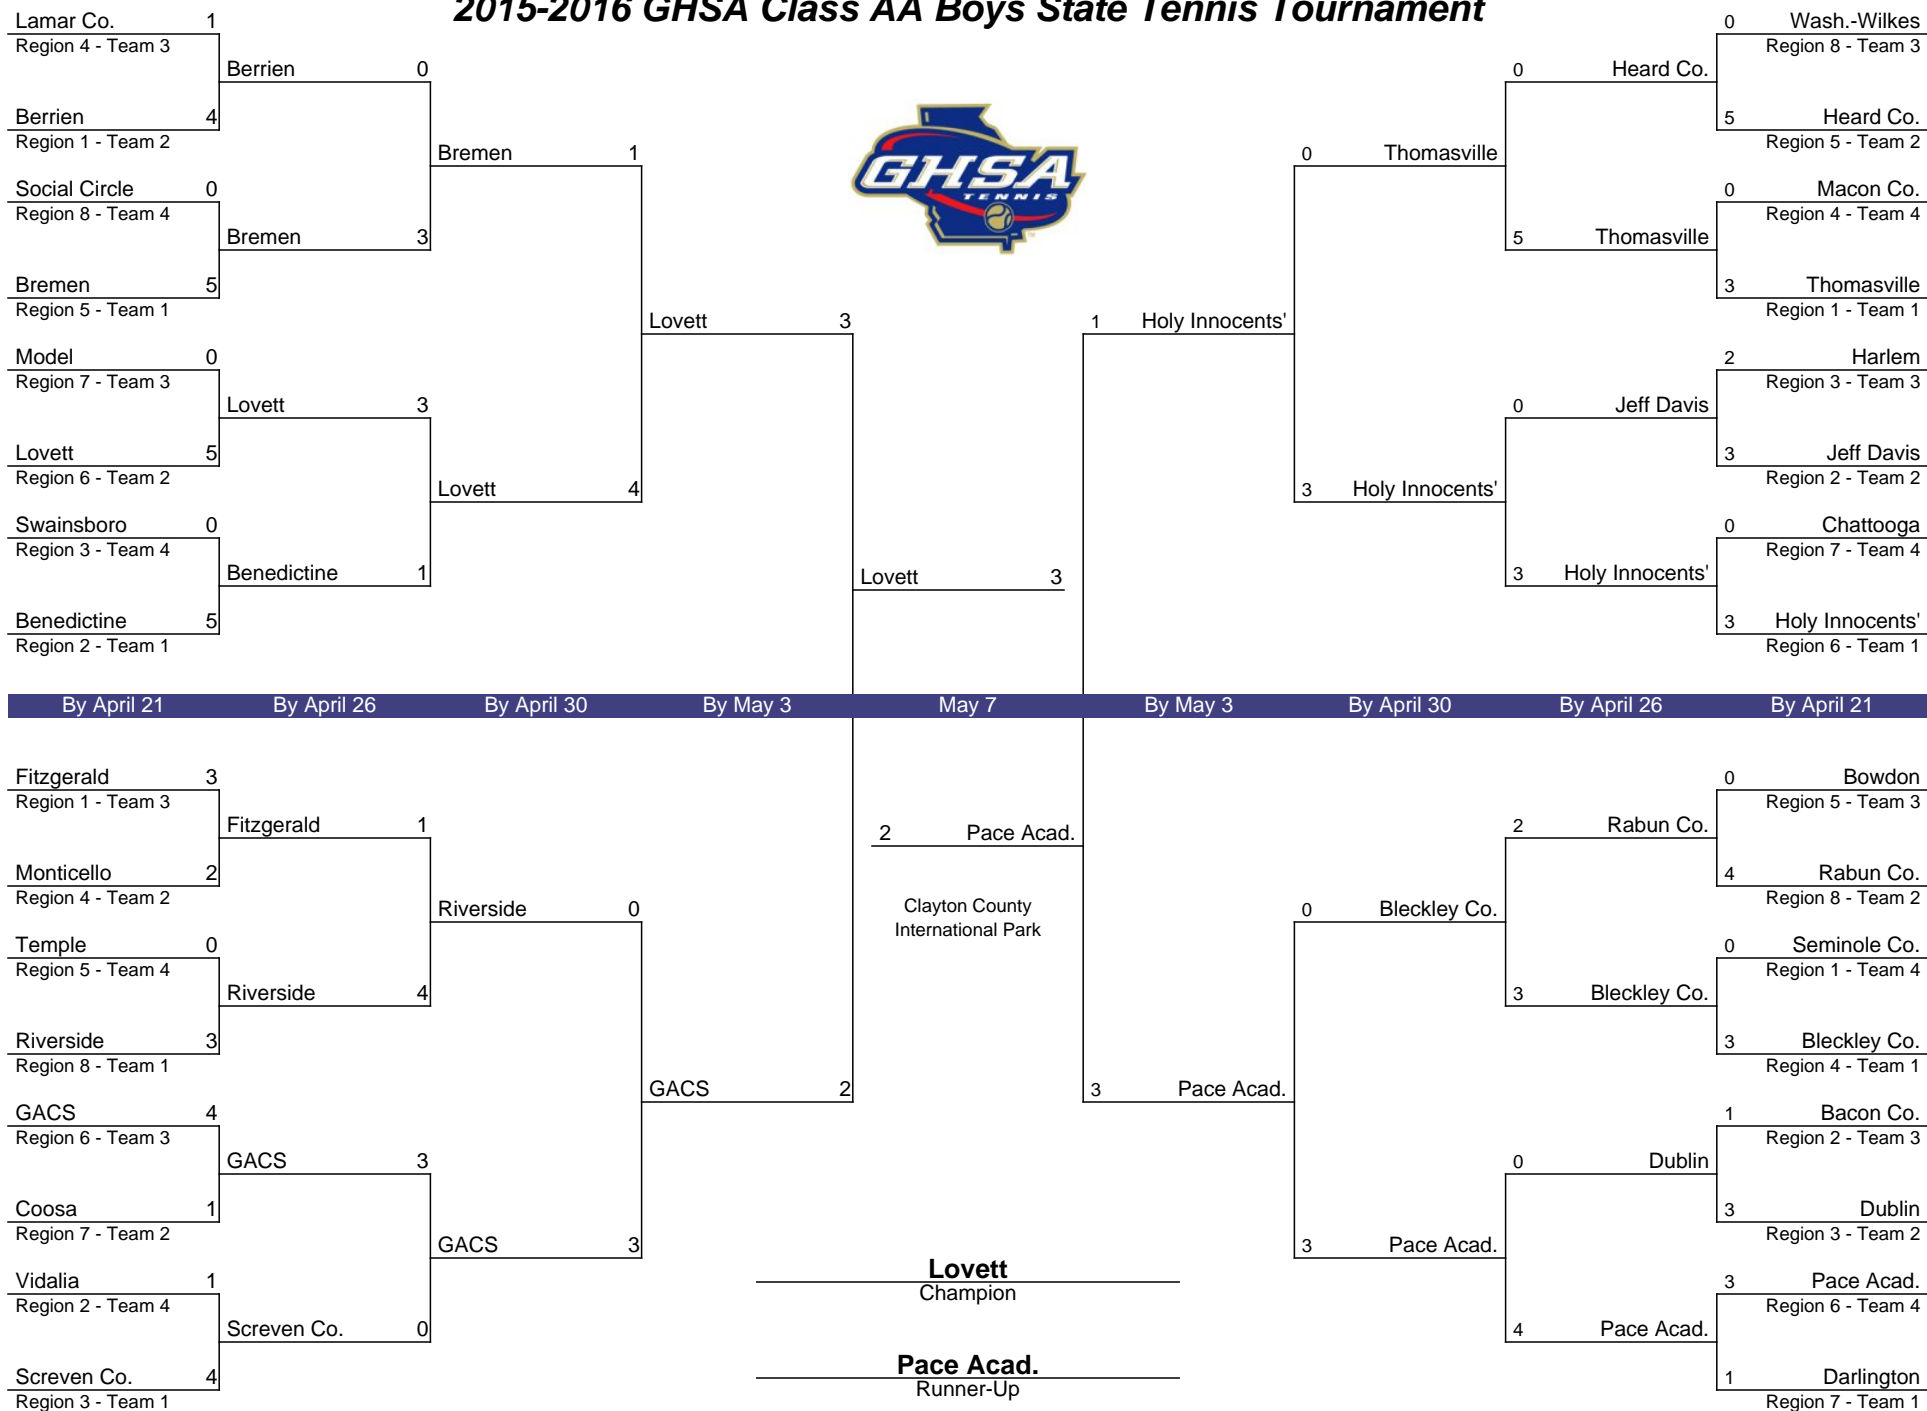 2015-2016 GHSA Class AA Boys State Tennis Tournament
Lamar Co. 1
Region 4 - Team 3
Berrien 0
Berrien 4
Region 1 - Team 2
Bremen 1
Social Circle 0
Region 8 - Team 4
Bremen 3
Bremen 5
Region 5 - Team 1
Lovett 3
Model 0
Region 7 - Team 3
Lovett 3
Lovett 5
Region 6 - Team 2
Lovett 4
Swainsboro 0
Region 3 - Team 4
Benedictine 1
Benedictine 5
Region 2 - Team 1
Lovett 3
GHSA
TENNIS
0 Wash.-Wilkes
Region 8 - Team 3
0 Heard Co.
5 Heard Co.
Region 5 - Team 2
0 Thomasville
0 Macon Co.
Region 4 - Team 4
5 Thomasville
3 Thomasville
Region 1 - Team 1
1 Holy Innocents'
2 Harlem
Region 3 - Team 3
0 Jeff Davis
3 Jeff Davis
Region 2 - Team 2
3 Holy Innocents'
0 Chattooga
Region 7 - Team 4
3 Holy Innocents'
3 Holy Innocents'
Region 6 - Team 1
By April 21 By April 26 By April 30 By May 3 May 7 By May 3 By April 30 By April 26 By April 21
Fitzgerald 3
Region 1 - Team 3
Fitzgerald 1
Monticello 2
Region 4 - Team 2
Riverside 0
Temple 0
Region 5 - Team 4
Riverside 4
Riverside 3
Region 8 - Team 1
GACS 2
GACS 4
Region 6 - Team 3
GACS 3
Coosa 1
Region 7 - Team 2
GACS 3
Vidalia 1
Region 2 - Team 4
Screven Co. 0
Screven Co. 4
Region 3 - Team 1
2 Pace Acad.
Clayton County
International Park
Lovett
Champion
Pace Acad.
Runner-Up
0 Bowdon
Region 5 - Team 3
2 Rabun Co.
4 Rabun Co.
Region 8 - Team 2
0 Bleckley Co.
0 Seminole Co.
Region 1 - Team 4
3 Bleckley Co.
3 Bleckley Co.
Region 4 - Team 1
3 Pace Acad.
1 Bacon Co.
Region 2 - Team 3
0 Dublin
3 Dublin
Region 3 - Team 2
3 Pace Acad.
3 Pace Acad.
Region 6 - Team 4
4 Pace Acad.
1 Darlington
Region 7 - Team 1